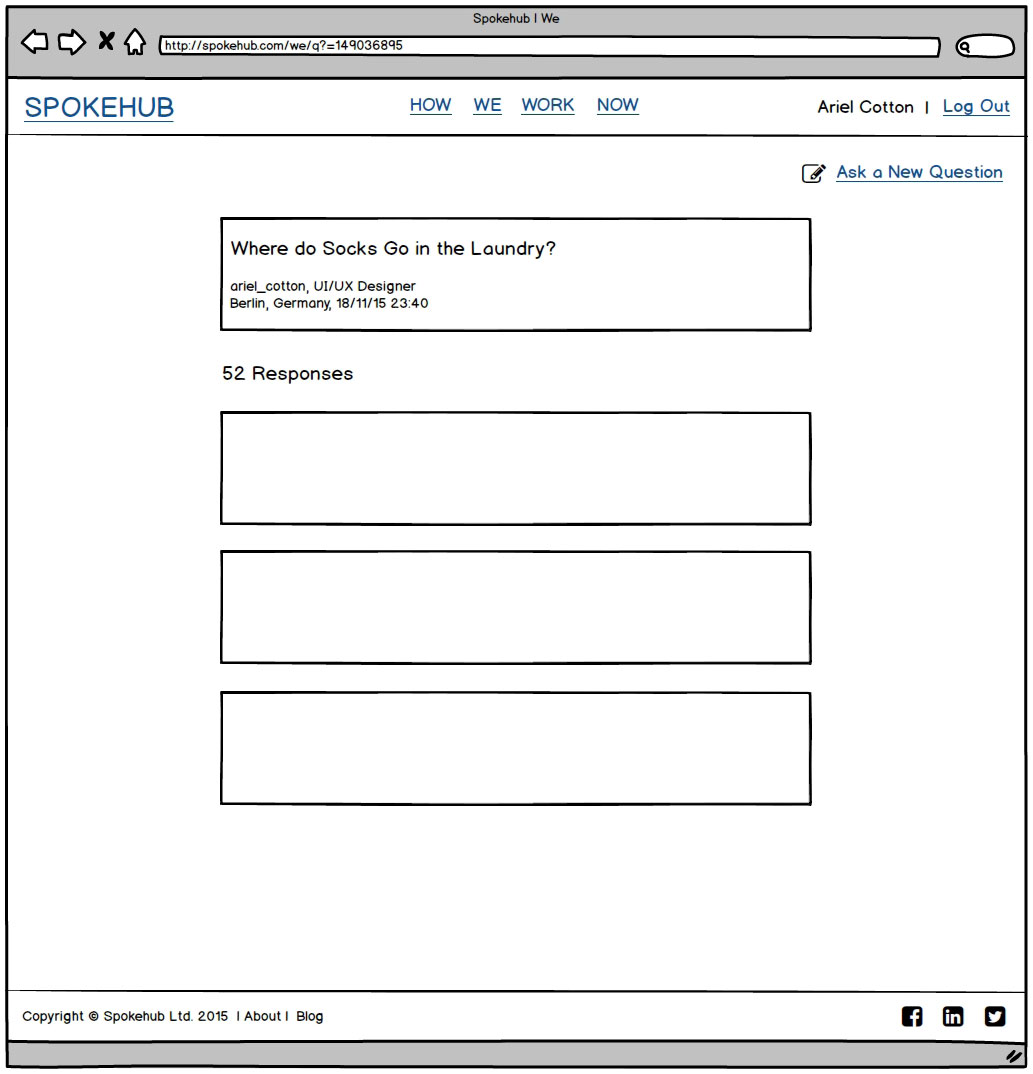 Spokehub | We
http://spokehub.com/we/q?=149036895
SPOKEHUB HOW WE WORK NOW Ariel Cotton | Log Out
Ask a New Question
Where do Socks Go in the Laundry?
ariel_cotton, UI/UX Designer
Berlin, Germany, 18/11/15 23:40
52 Responses
Copyright © Spokehub Ltd. 2015 | About | Blog